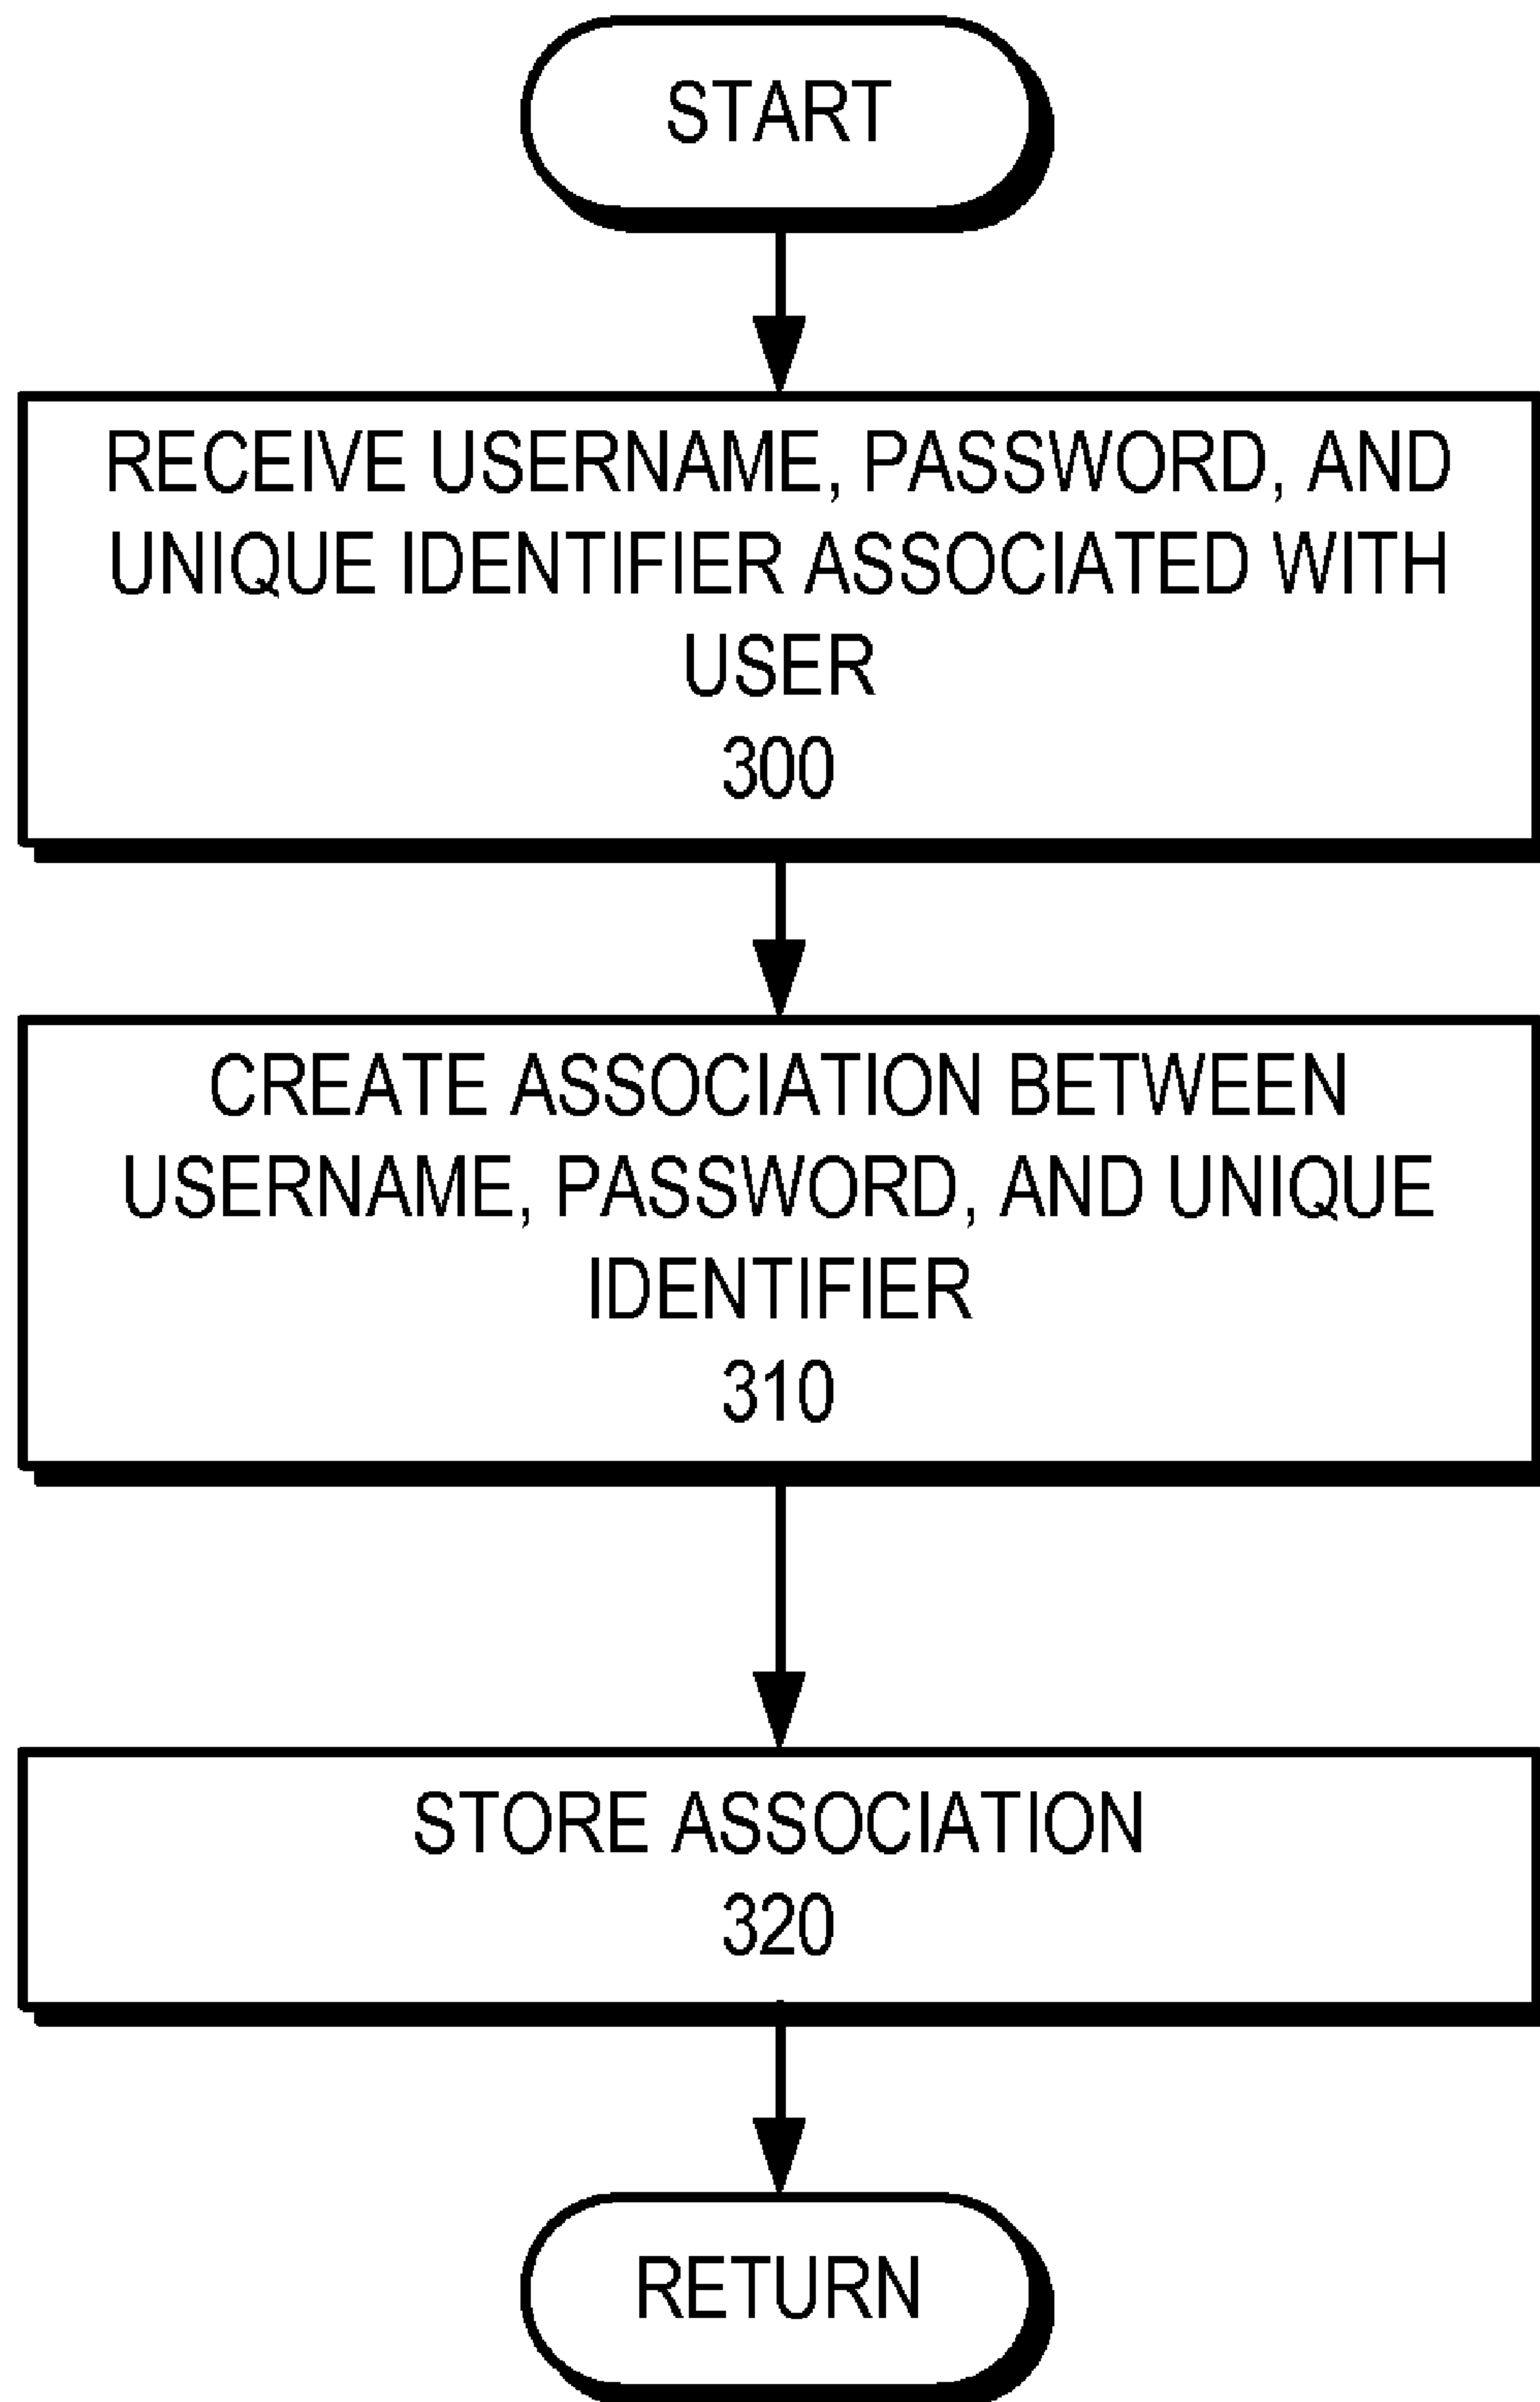 START
RECEIVE USERNAME, PASSWORD, AND
UNIQUE IDENTIFIER ASSOCIATED WITH
USER
300
CREATE ASSOCIATION BETWEEN
USERNAME, PASSWORD, AND UNIQUE
IDENTIFIER
310
STORE ASSOCIATION
320
RETURN